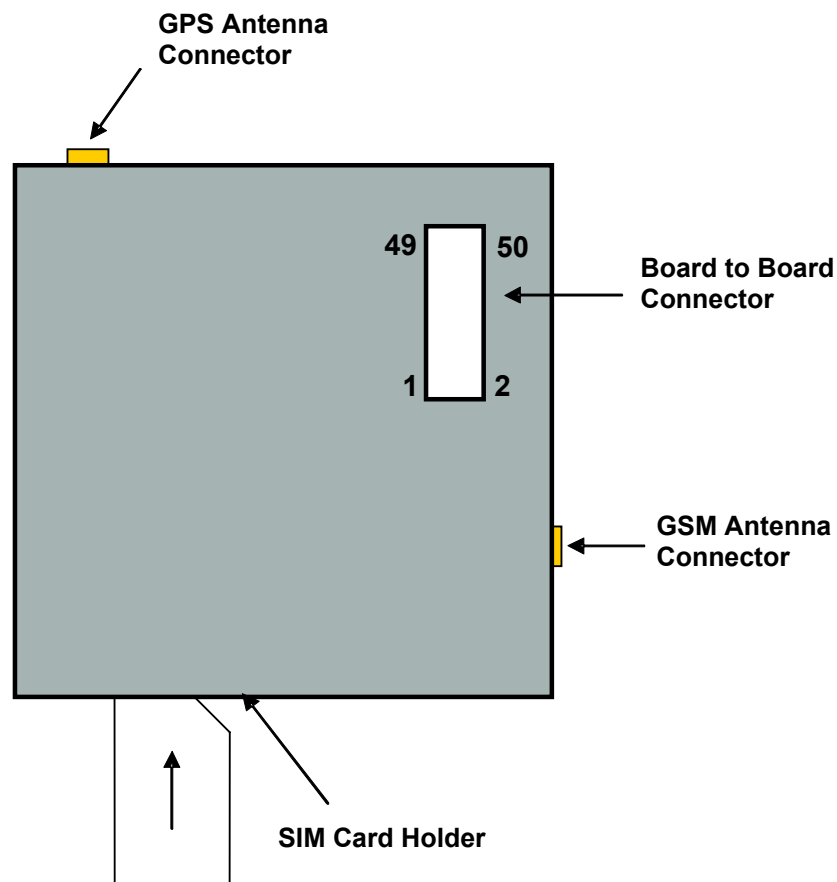 GPS Antenna
Connector
49
50
Board to Board
Connector
1
2
GSM Antenna
Connector
SIM Card Holder